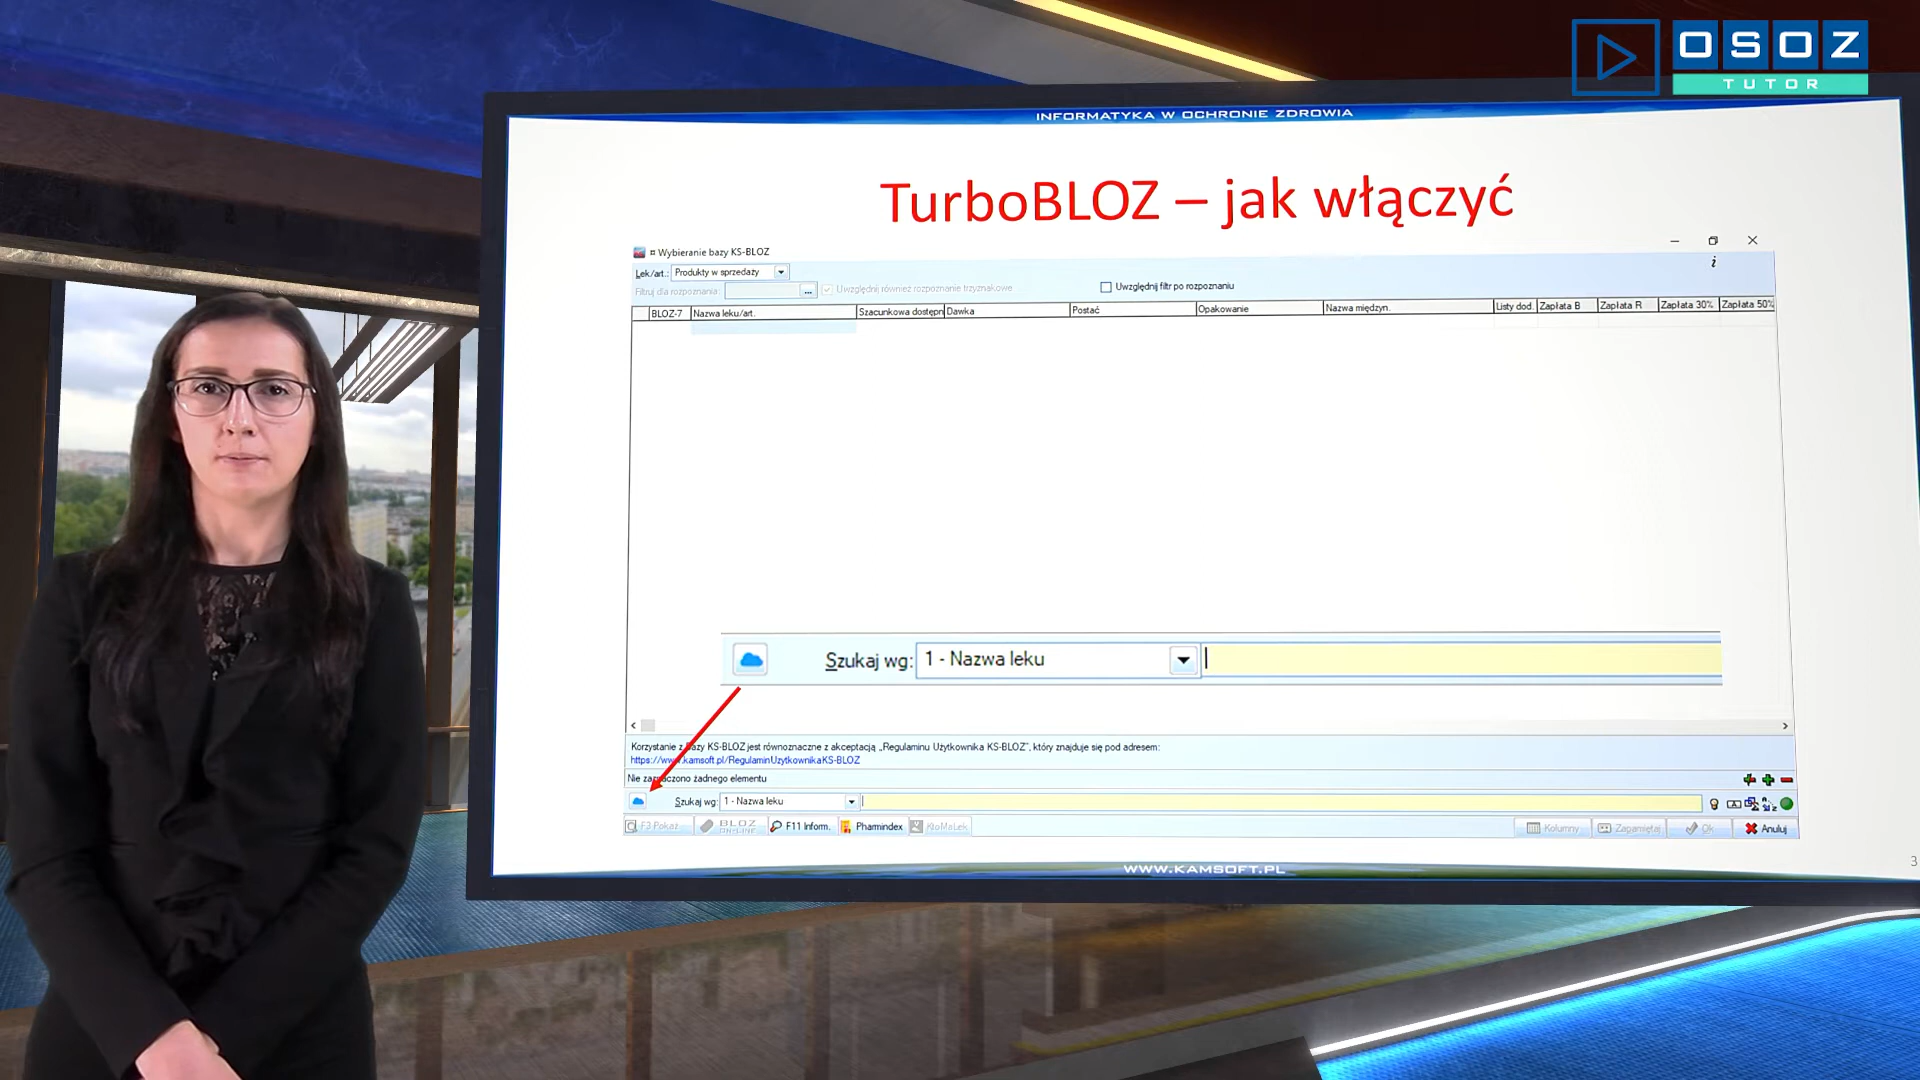 OSOZ
TUTOR
INFORMATYKA W OCHRONIE ZDROWIA
TurboBLOZ – jak włączyć
¤ Wybieranie bazy KS-BLOZ
Lek/art.: Produkty w sprzedaży
i
Filtruj dla rozpoznania: ... Uwzględnij również rozpoznanie trzyznakowe Uwzględnij filtr po rozpoznaniu
BLOZ-7 Nazwa leku/art. Szacunkowa dostępn Dawka Postać Opakowanie Nazwa międzyn. Listy dod. Zapłata B Zapłata R Zapłata 30% Zapłata 50%
Szukaj wg: 1 - Nazwa leku
Korzystanie z bazy KS-BLOZ jest równoznaczne z akceptacją „Regulaminu Użytkownika KS-BLOZ", który znajduje się pod adresem:
https://www.kamsoft.pl/RegulaminUzytkownikaKS-BLOZ
Nie zaznaczono żadnego elementu
Szukaj wg: 1 - Nazwa leku
F3 Pokaż BLOZ ON-LINE F11 Inform. Pharmindex KtoMaLek Kolumny Zapamiętaj Ok Anuluj
WWW.KAMSOFT.PL
3